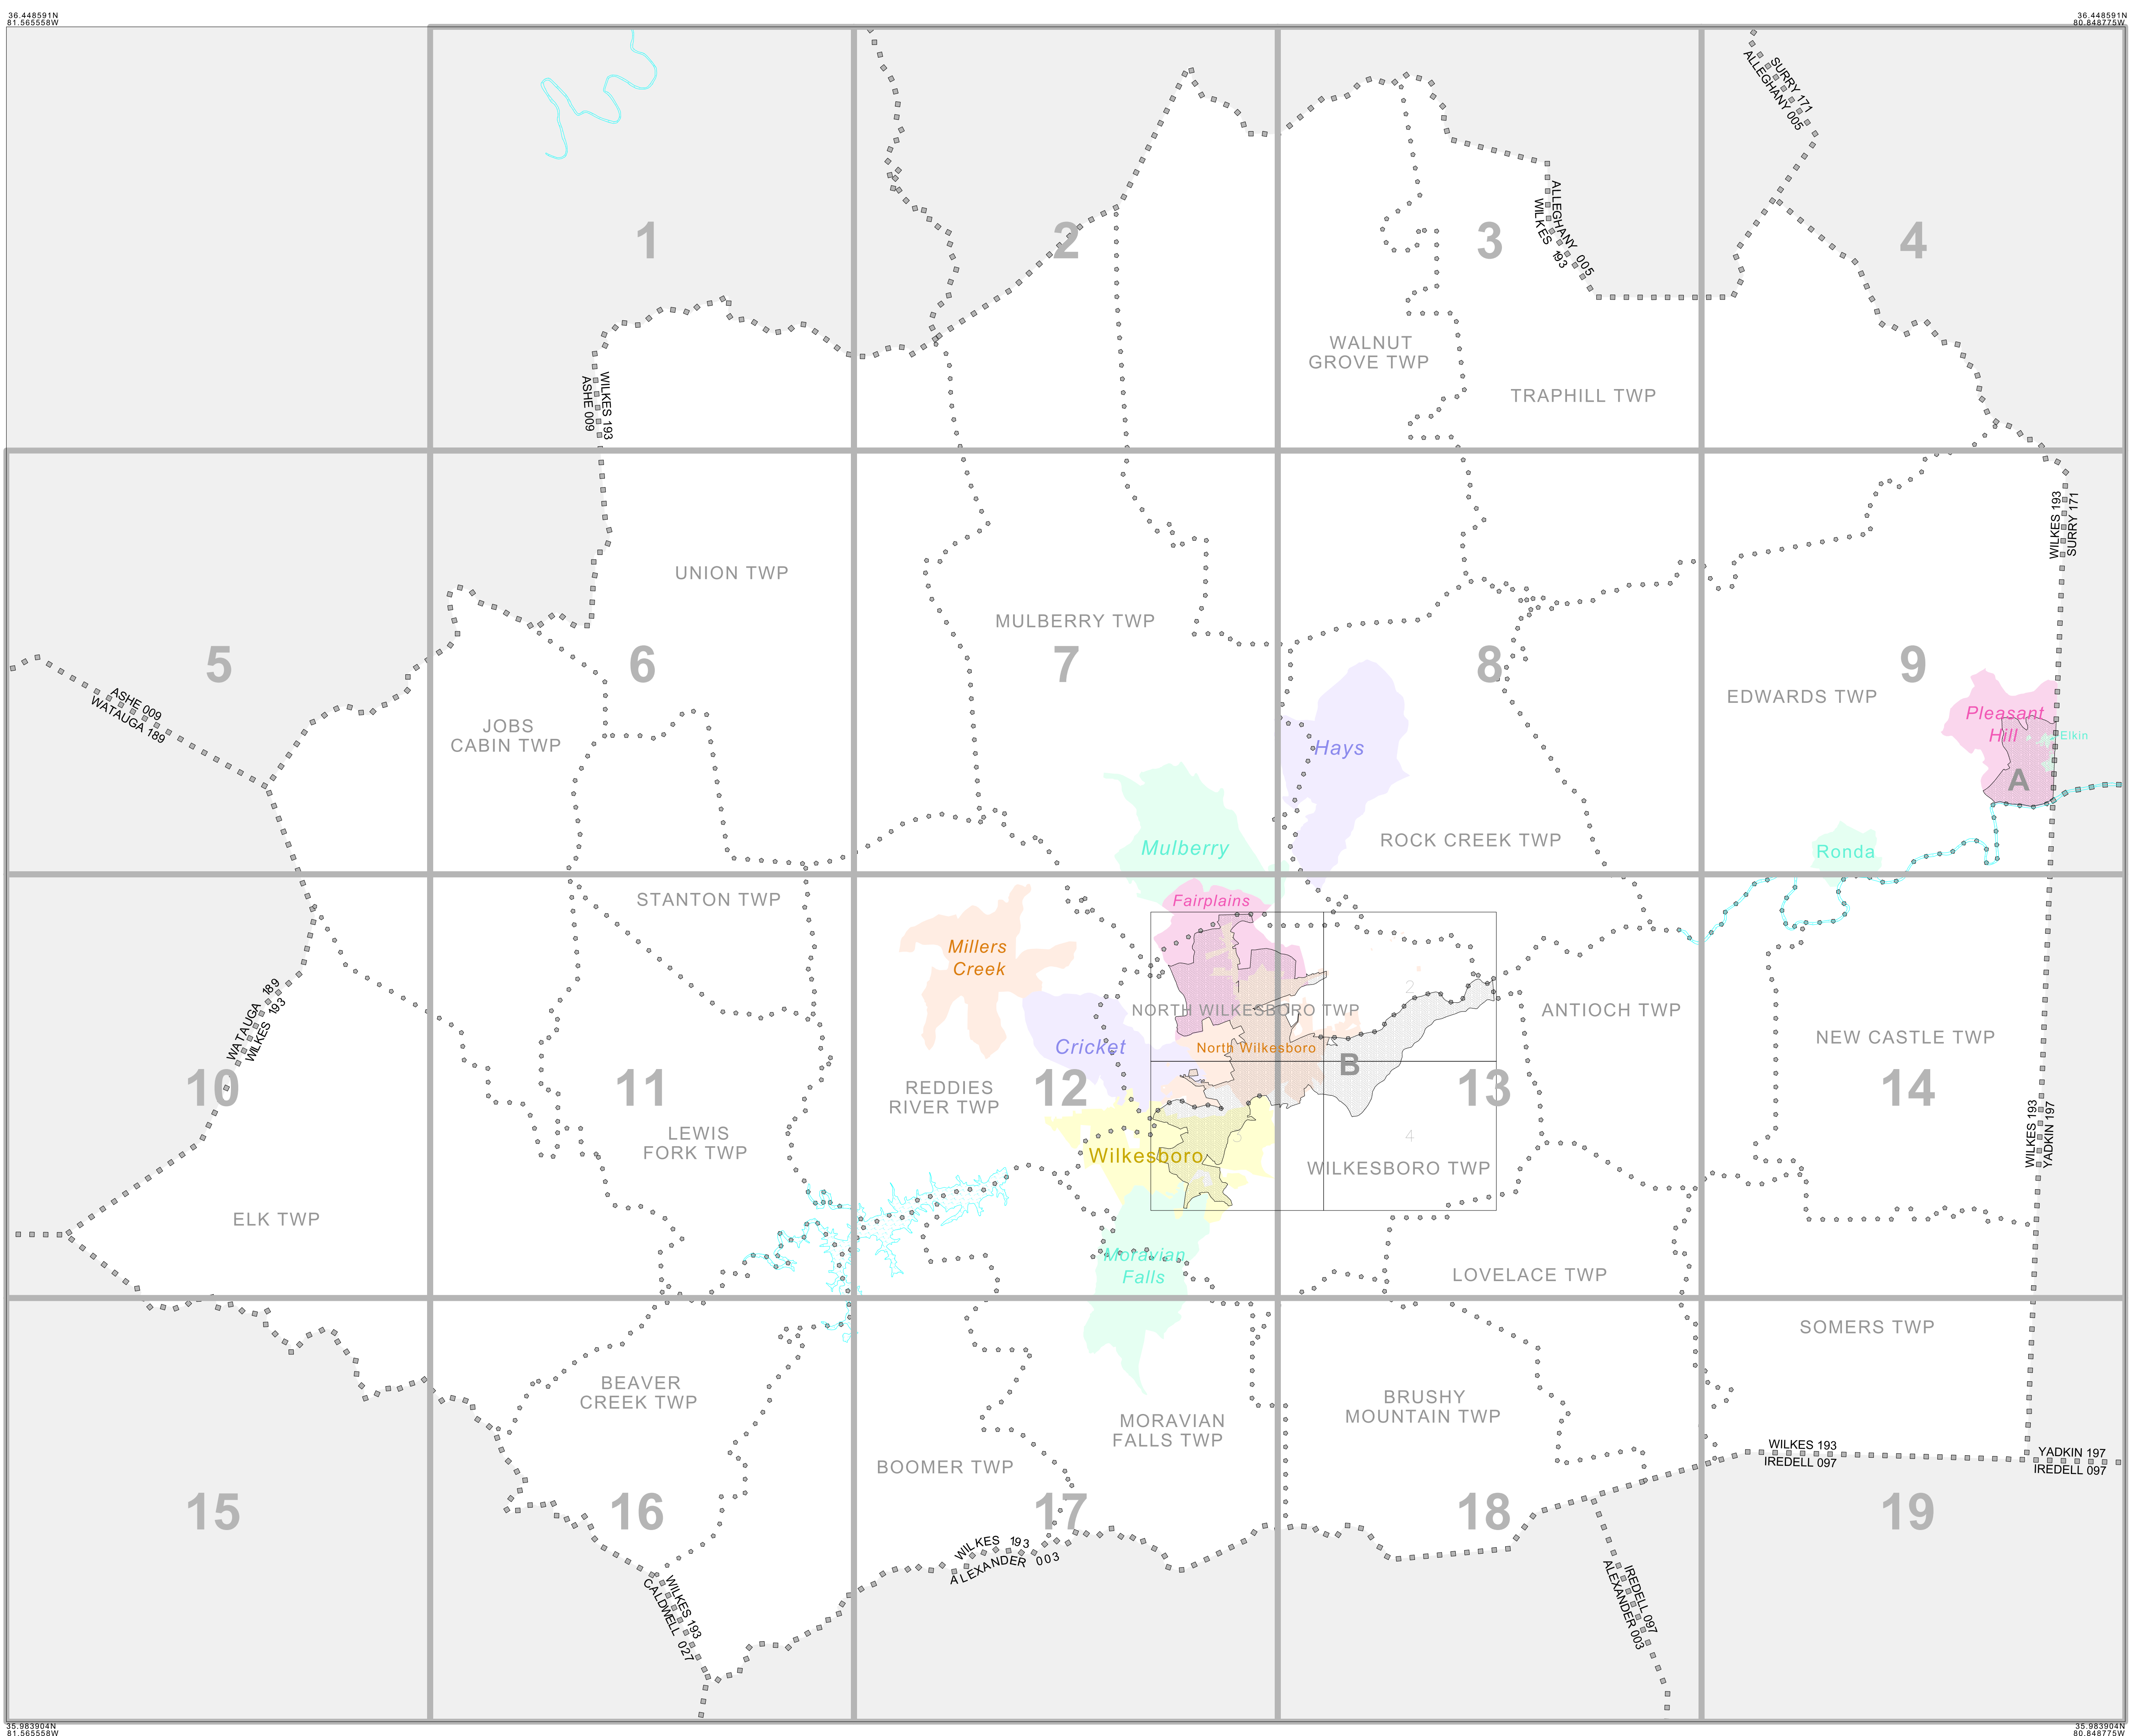 36.448591N
81.565558W
36.448591N
80.848775W
SURRY 171
ALLEGHANY 005
ALLEGHANY 005
WILKES 193
1
2
3
4
WALNUT
GROVE TWP
TRAPHILL TWP
WILKES 193
ASHE 009
WILKES 193
SURRY 171
UNION TWP
MULBERRY TWP
5
6
7
8
9
EDWARDS TWP
ASHE 009
WATAUGA 189
JOBS
CABIN TWP
Hays
Pleasant
Hill
Elkin
A
Mulberry
ROCK CREEK TWP
Ronda
STANTON TWP
Fairplains
Millers
Creek
1
2
NORTH WILKESBORO TWP
ANTIOCH TWP
WATAUGA 189
WILKES 193
NEW CASTLE TWP
Cricket
North Wilkesboro
B
10
11
REDDIES
RIVER TWP
12
13
14
LEWIS
FORK TWP
3
4
WILKES 193
YADKIN 197
Wilkesboro
WILKESBORO TWP
ELK TWP
Moravian
Falls
LOVELACE TWP
SOMERS TWP
BEAVER
CREEK TWP
BRUSHY
MOUNTAIN TWP
MORAVIAN
FALLS TWP
BOOMER TWP
WILKES 193
IREDELL 097
YADKIN 197
IREDELL 097
15
16
17
18
19
WILKES 193
ALEXANDER 003
WILKES 193
CALDWELL 027
IREDELL 097
ALEXANDER 003
35.983904N
81.565558W
35.983904N
80.848775W